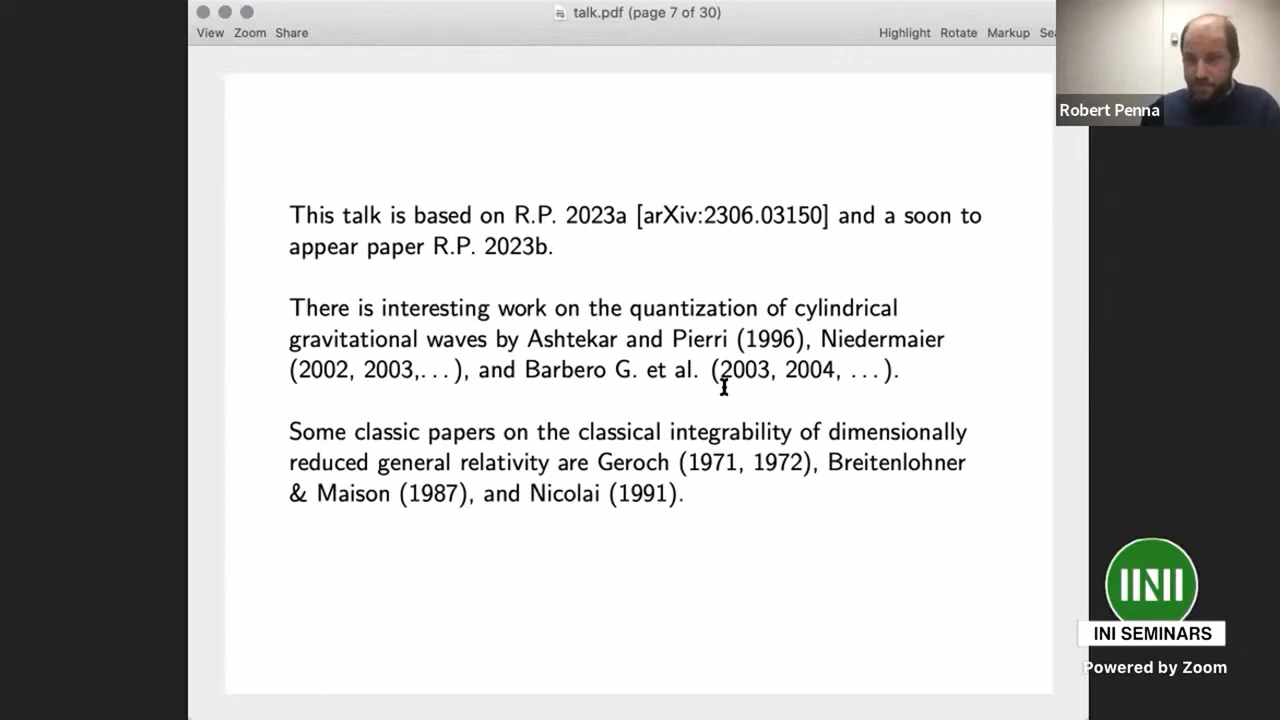 talk.pdf (page 7 of 30)
View Zoom Share
Highlight Rotate Markup
Robert Penna
This talk is based on R.P. 2023a [arXiv:2306.03150] and a soon to
appear paper R.P. 2023b.
There is interesting work on the quantization of cylindrical
gravitational waves by Ashtekar and Pierri (1996), Niedermaier
(2002, 2003,...), and Barbero G. et al. (2003, 2004, ...).
Some classic papers on the classical integrability of dimensionally
reduced general relativity are Geroch (1971, 1972), Breitenlohner
& Maison (1987), and Nicolai (1991).
INI
INI SEMINARS
Powered by Zoom